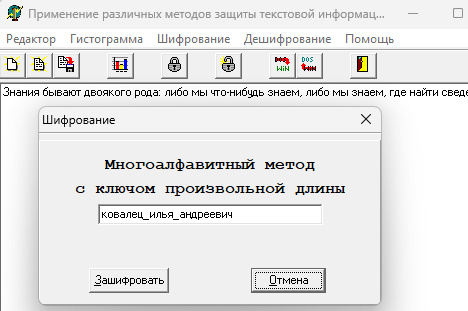 Применение различных методов защиты текстовой информац...
Редактор Гистограмма Шифрование Дешифрование Помощь
WIN DOS
Знания бывают двоякого рода: либо мы что-нибудь знаем, либо мы знаем, где найти сведе
Шифрование
Многоалфавитный метод
с ключом произвольной длины
ковалец_илья_андреевич
Зашифровать Отмена